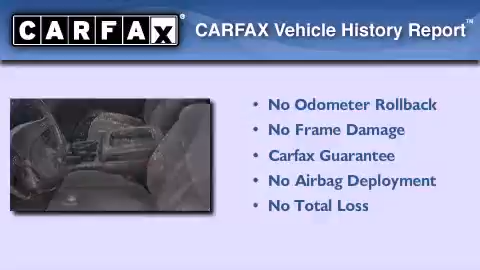 CARFAX®
CARFAX Vehicle History Report™
• No Odometer Rollback
• No Frame Damage
• Carfax Guarantee
• No Airbag Deployment
• No Total Loss